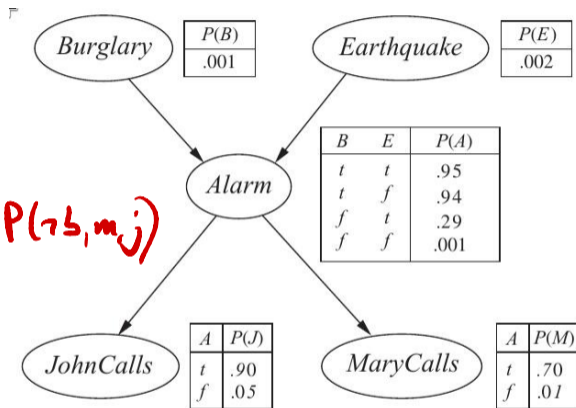 Burglary
P(B)
.001
Earthquake
P(E)
.002
B E P(A)
t t .95
t f .94
f t .29
f f .001
Alarm
P(¬b, m, j)
JohnCalls
A P(J)
t .90
f .05
MaryCalls
A P(M)
t .70
f .01